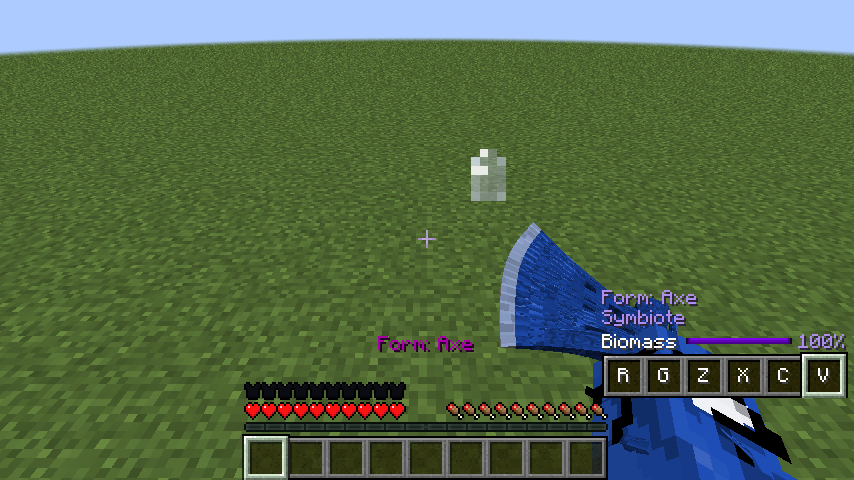 Form: Axe
Symbiote
Form: Axe
Biomass 100%
R G Z X C V